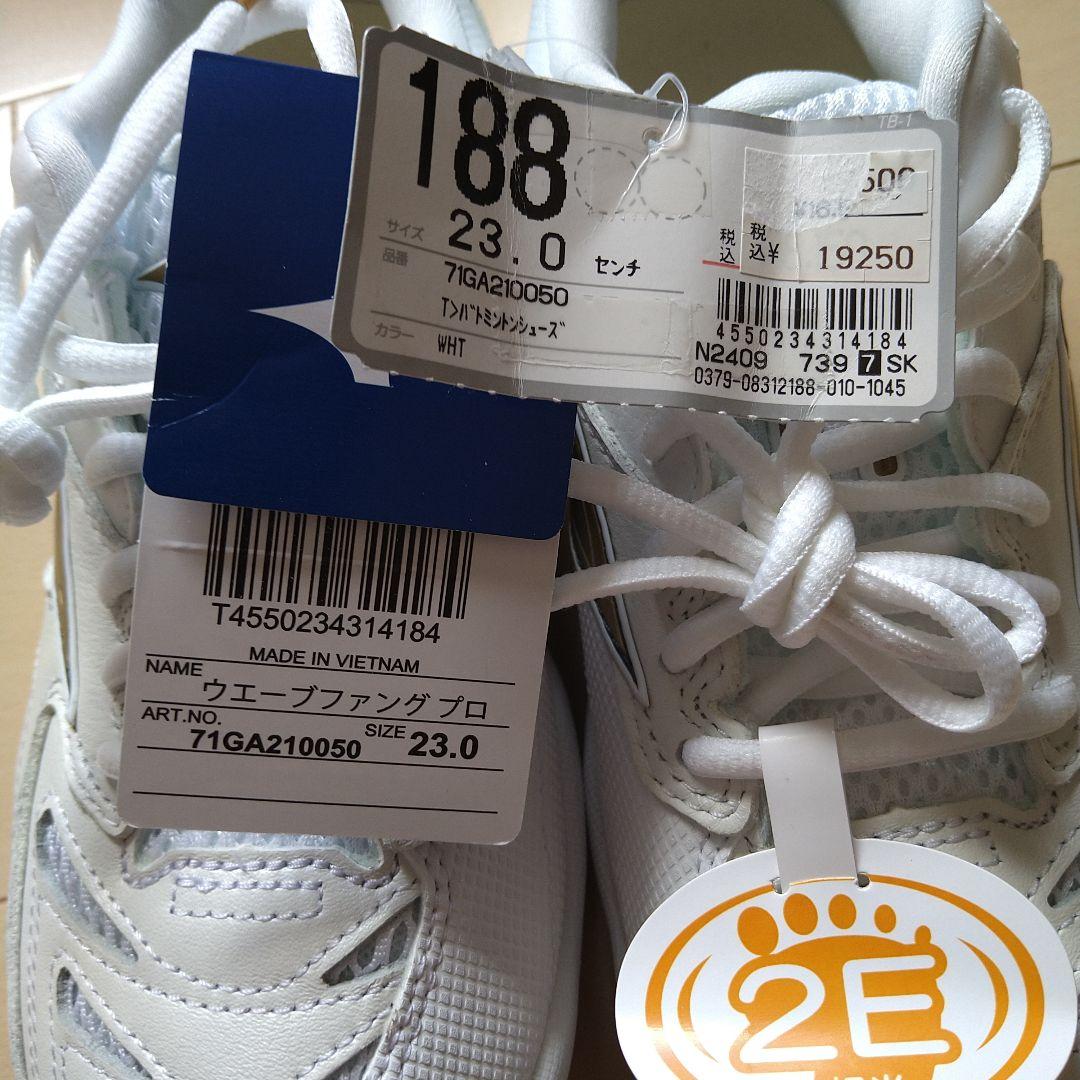 188
TB-1
サイズ 23.0 センチ
品番 71GA210050
T>バトミントンシューズ
カラー WHT
税込
税込¥ 19250
4550234314184
N2409 739 7 SK
0379-08312188-010-1045
T4550234314184
MADE IN VIETNAM
NAME ウエーブファング プロ
ART.NO. 71GA210050 SIZE 23.0
2E